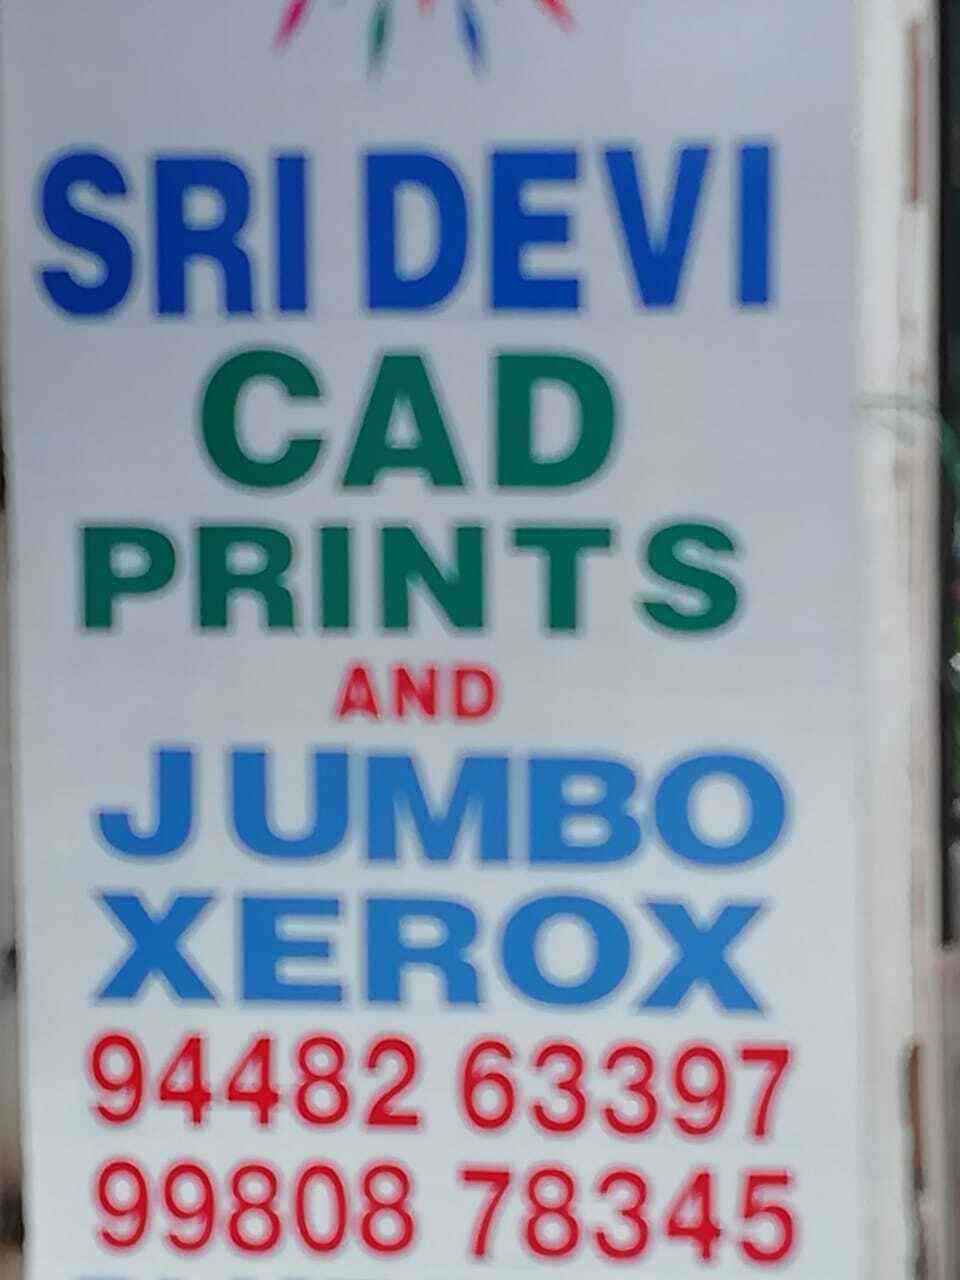 SRI DEVI
CAD
PRINTS
AND
JUMBO
XEROX
94482 63397
99808 78345